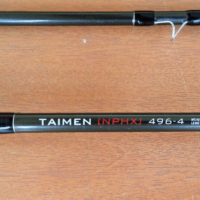 TAIMEN [NPHX] 496-4